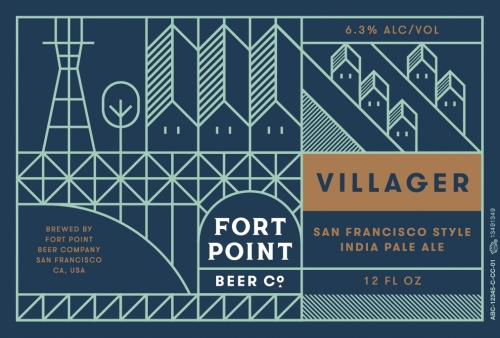 6.3% ALC/VOL
VILLAGER
SAN FRANCISCO STYLE
INDIA PALE ALE
12 FL OZ
FORT
POINT
BEER CO
BREWED BY
FORT POINT
BEER COMPANY
SAN FRANCISCO
CA, USA
ABC-12345-C-CC-01
13491349